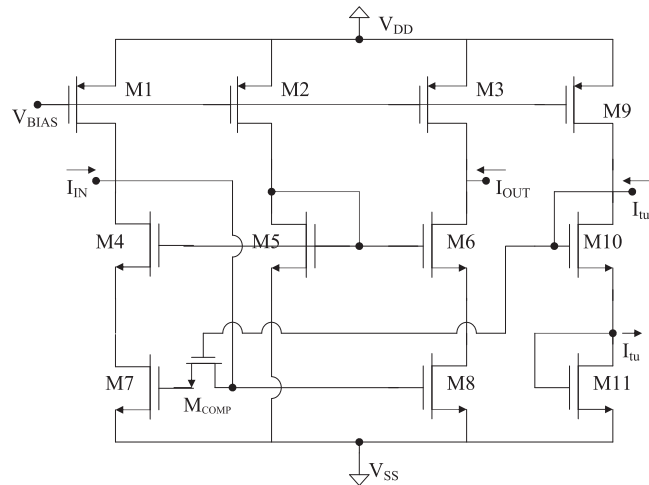 V_DD
M1
M2
M3
M9
V_BIAS
I_IN
I_OUT
I_tu
M4
M5
M6
M10
I_tu
M7
M_COMP
M8
M11
V_SS